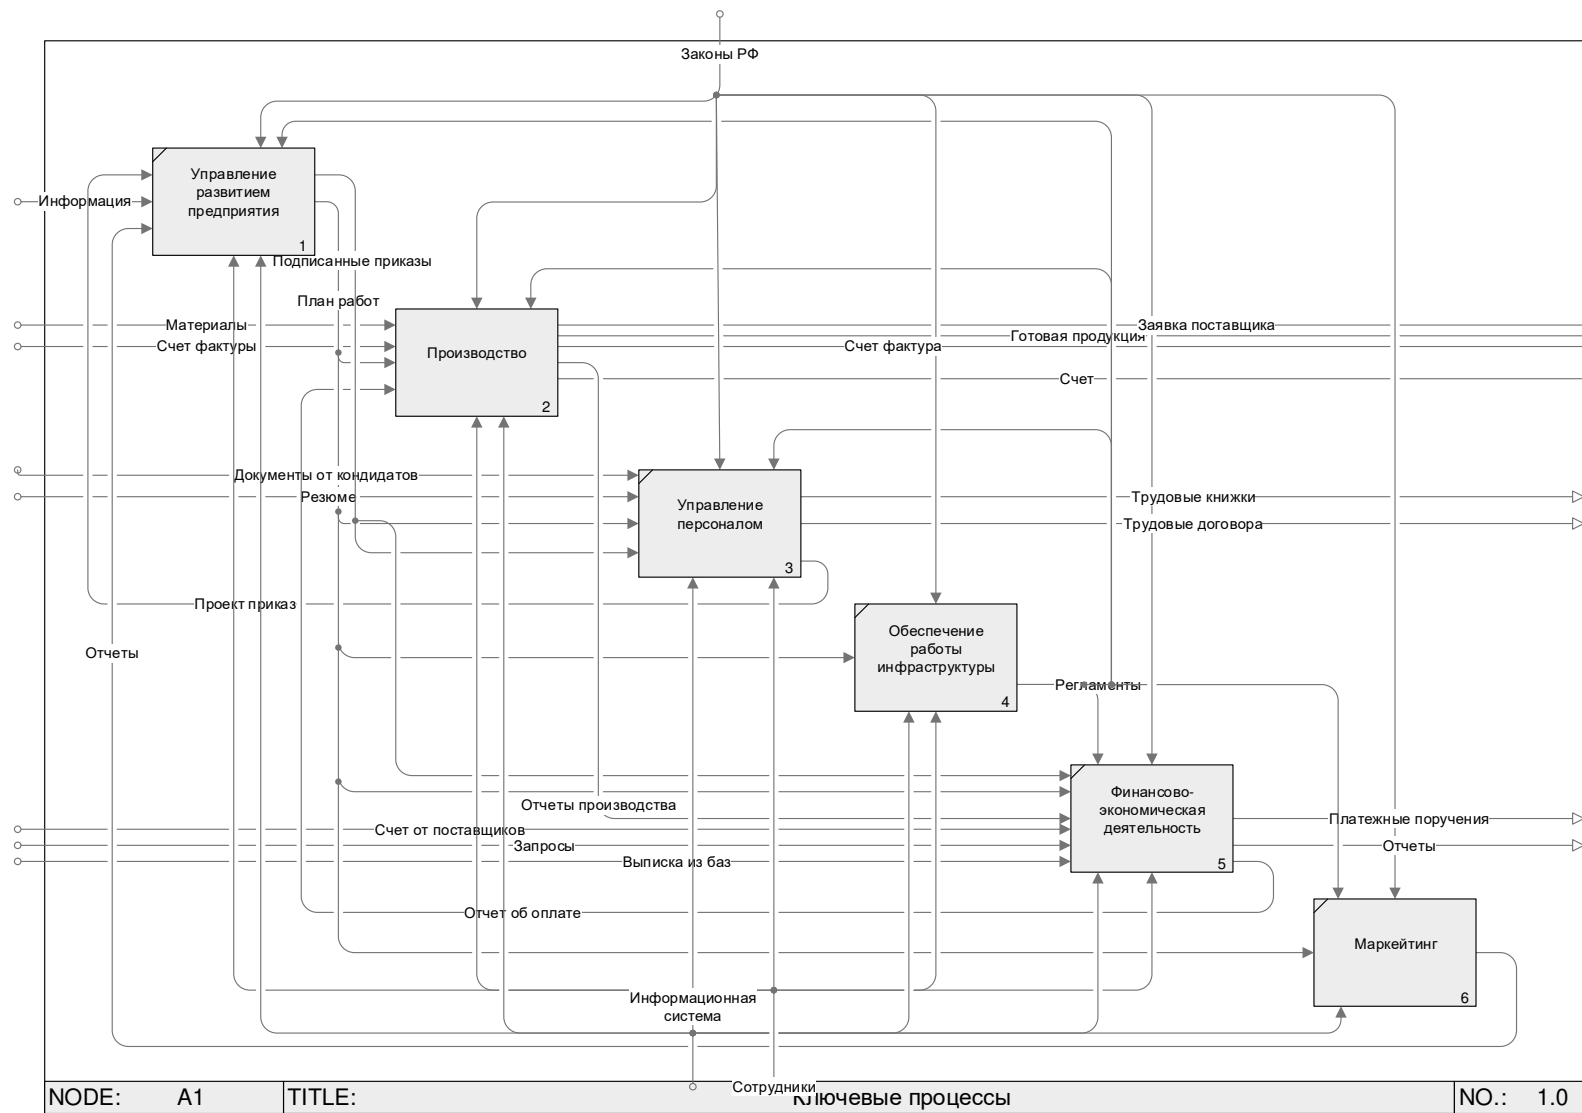 Законы РФ
Управление
развитием
предприятия
1
Информация
Подписанные приказы
План работ
Материалы
Счет фактуры
Производство
2
Заявка поставщика
Готовая продукция
Счет фактура
Счет
Документы от кондидатов
Резюме
Управление
персоналом
3
Трудовые книжки
Трудовые договора
Проект приказ
Отчеты
Обеспечение
работы
инфраструктуры
4
Регламенты
Финансово-
экономическая
деятельность
5
Отчеты производства
Счет от поставщиков
Запросы
Выписка из баз
Платежные поручения
Отчеты
Отчет об оплате
Маркейтинг
6
Информационная
система
Сотрудники
NODE: A1
TITLE: Ключевые процессы
NO.: 1.0